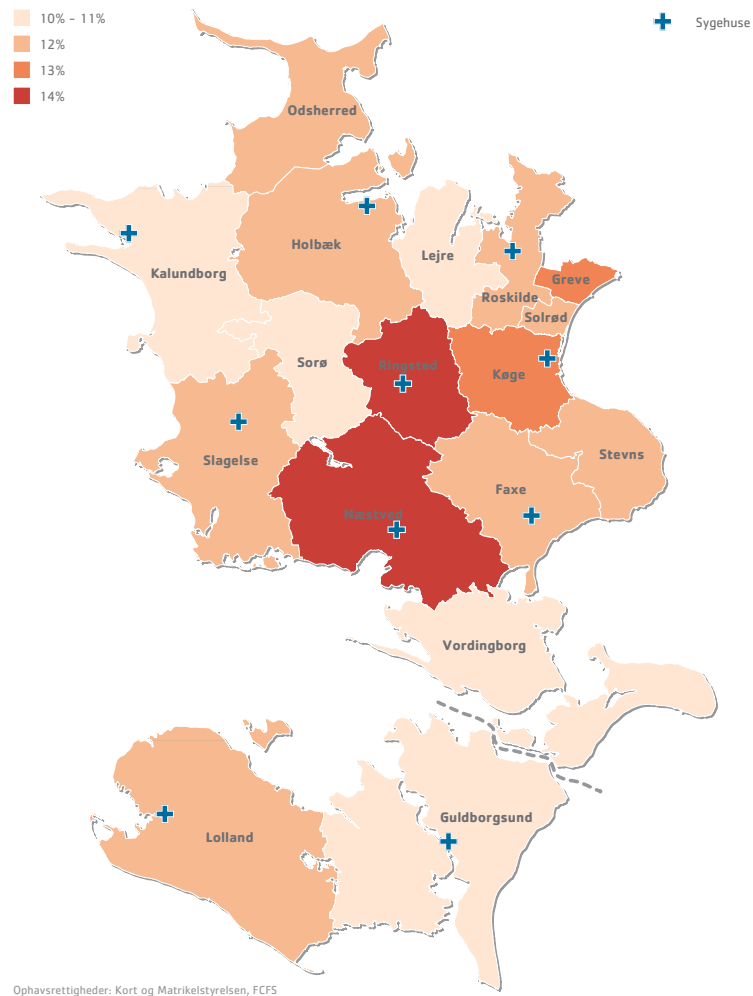 10% - 11%
12%
13%
14%
Sygehuse
Odsherred
Holbæk
Lejre
Kalundborg
Greve
Roskilde
Solrød
Sorø
Ringsted
Køge
Slagelse
Stevns
Faxe
Næstved
Vordingborg
Guldborgsund
Lolland
Ophavsrettigheder: Kort og Matrikelstyrelsen, FCFS